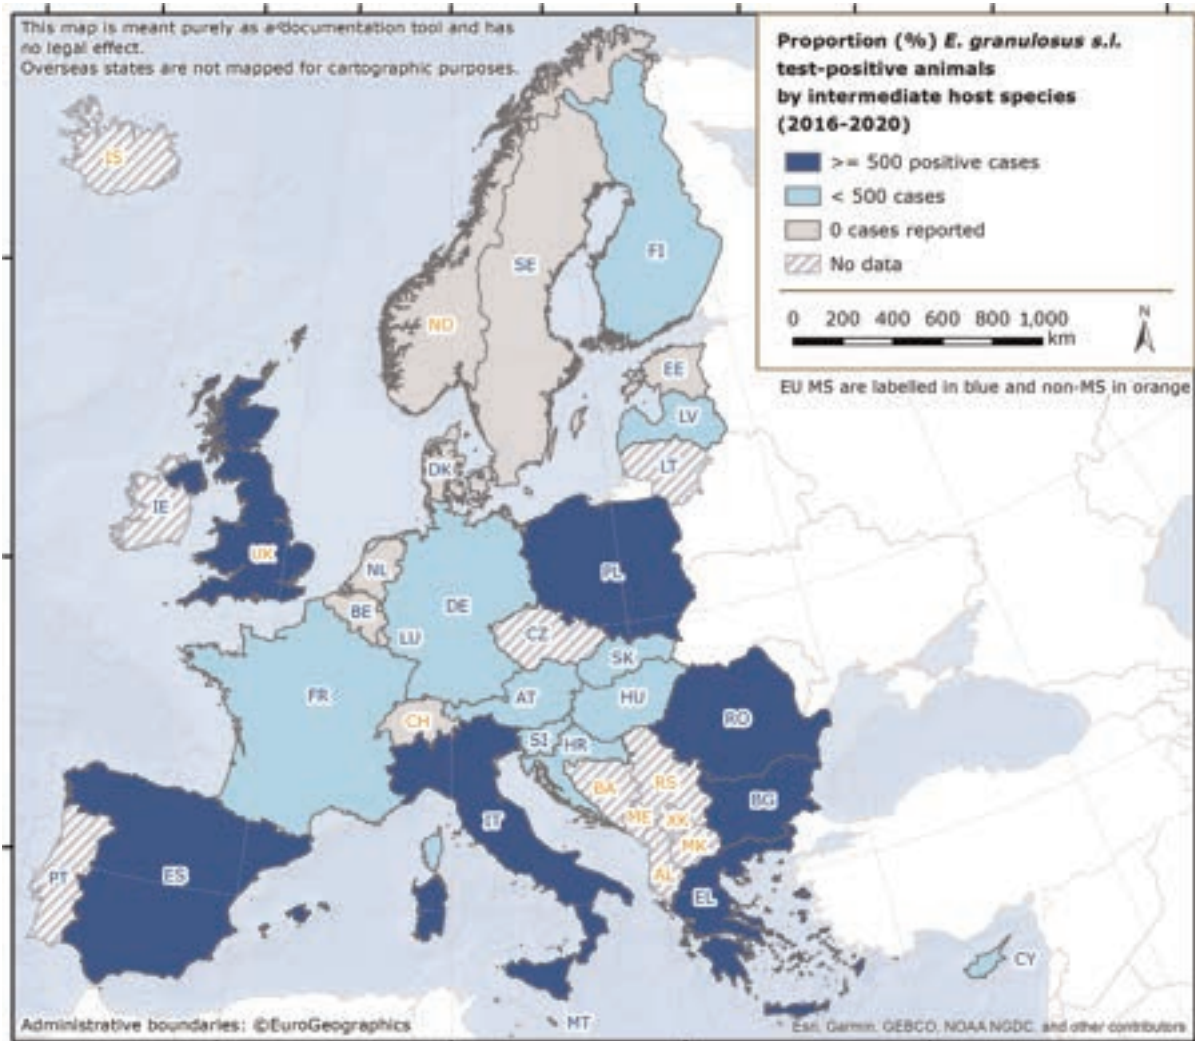 This map is meant purely as a documentation tool and has
no legal effect.
Overseas states are not mapped for cartographic purposes.
Proportion (%) E. granulosus s.l.
test-positive animals
by intermediate host species
(2016-2020)
>= 500 positive cases
< 500 cases
0 cases reported
No data
N
0 200 400 600 800 1,000
km
EU MS are labelled in blue and non-MS in orange
IS
FI
SE
NO
EE
LV
LT
DK
IE
UK
NL
PL
BE
DE
LU
CZ
SK
FR
AT
HU
CH
RO
SI
HR
BA
RS
BG
ME
XK
IT
MK
AL
PT
ES
EL
CY
MT
Administrative boundaries: ©EuroGeographics
Esri, Garmin, GEBCO, NOAA NGDC, and other contributors